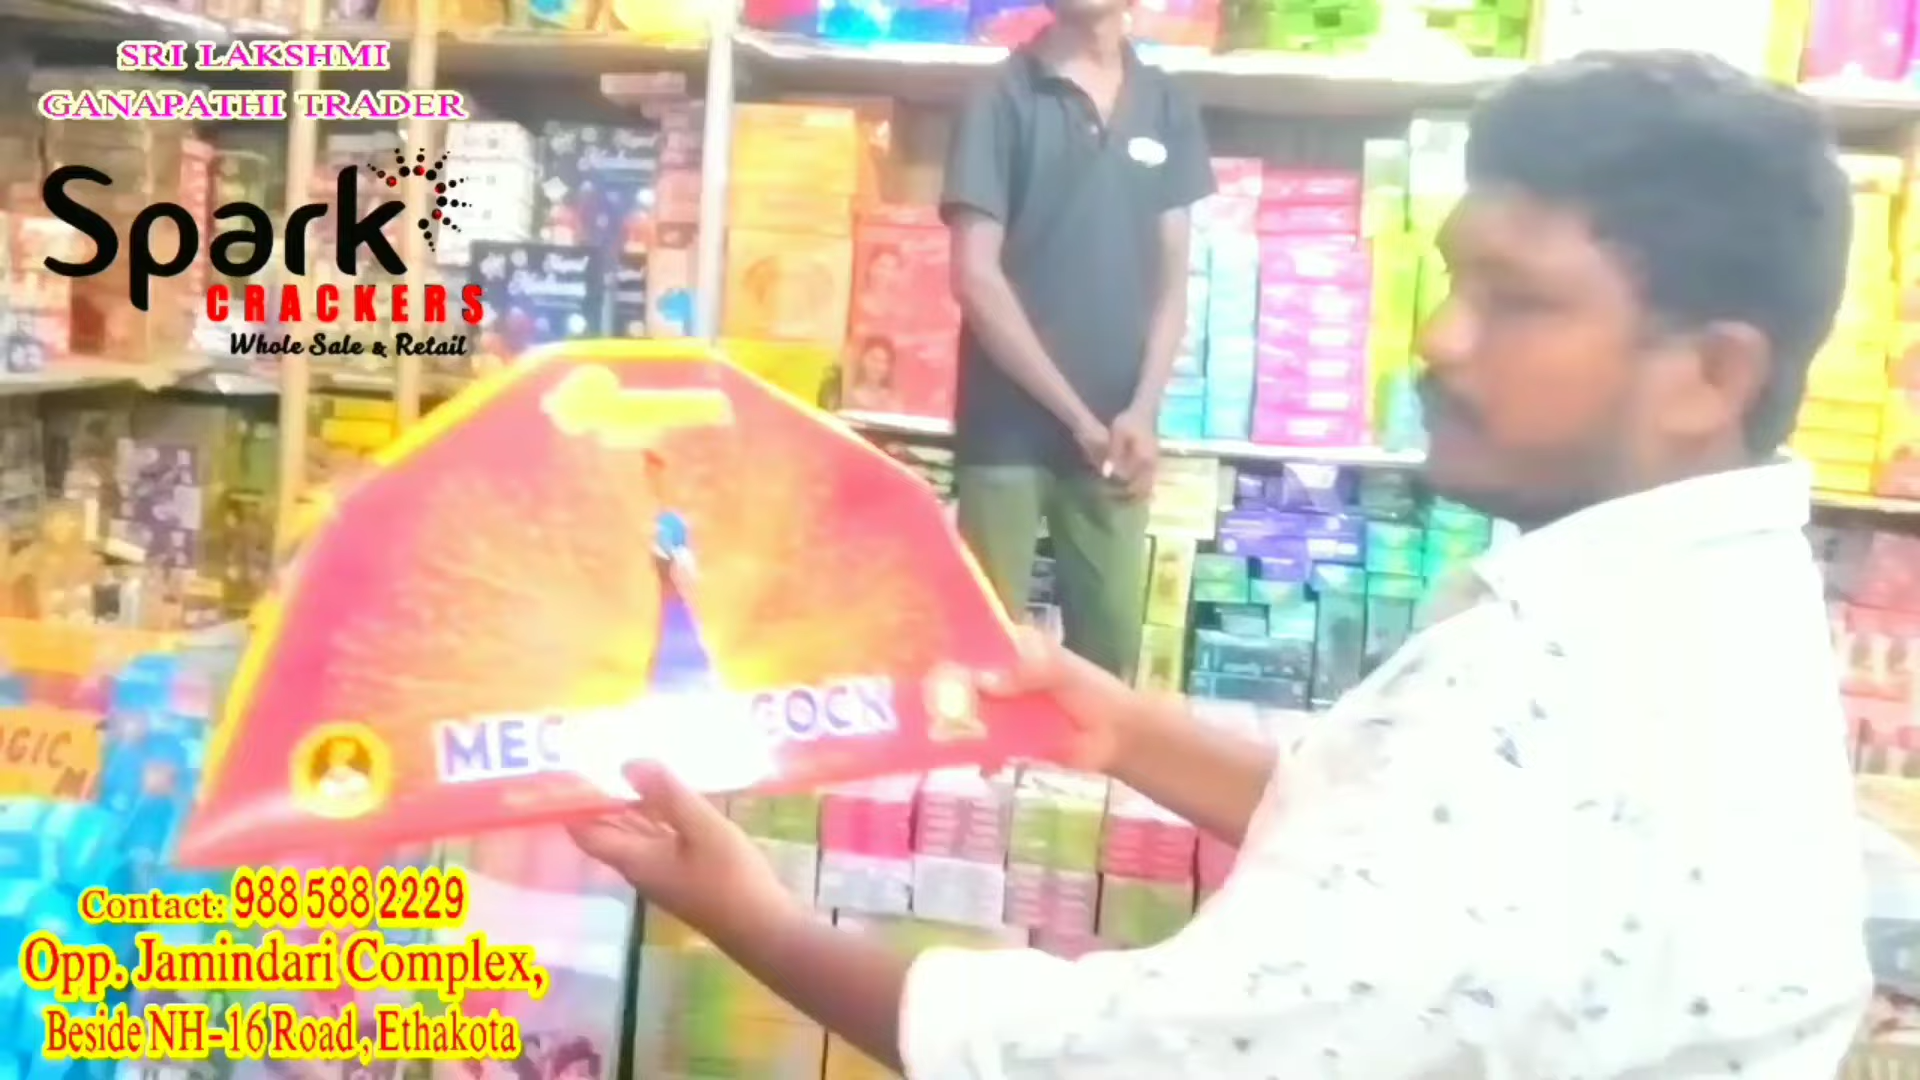 SRI LAKSHMI
GANAPATHI TRADER
Spark
CRACKERS
Whole Sale & Retail
Contact: 988 588 2229
Opp. Jamindari Complex,
Beside NH-16 Road, Ethakota